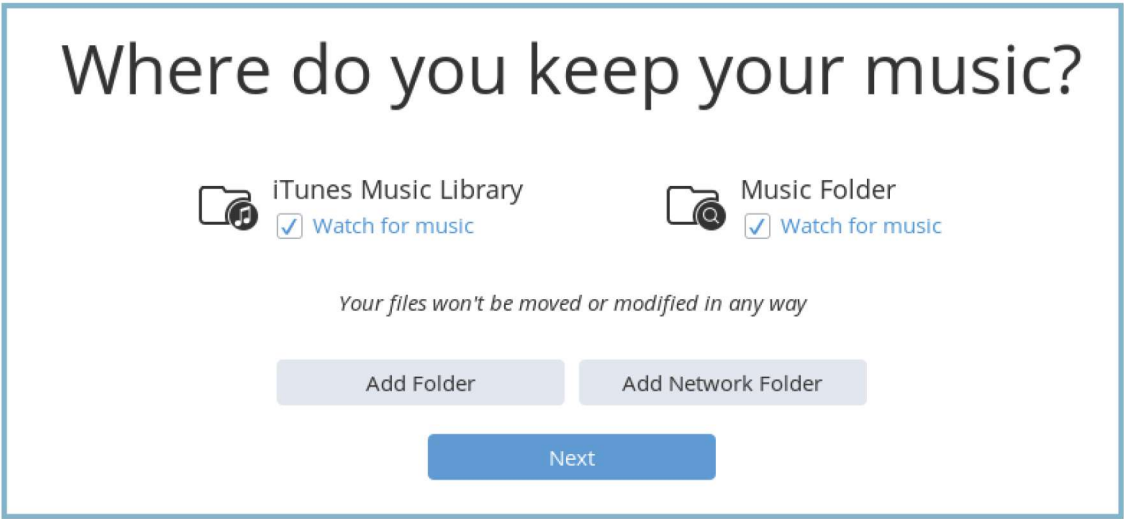 Where do you keep your music?
iTunes Music Library
Watch for music
Music Folder
Watch for music
Your files won't be moved or modified in any way
Add Folder
Add Network Folder
Next